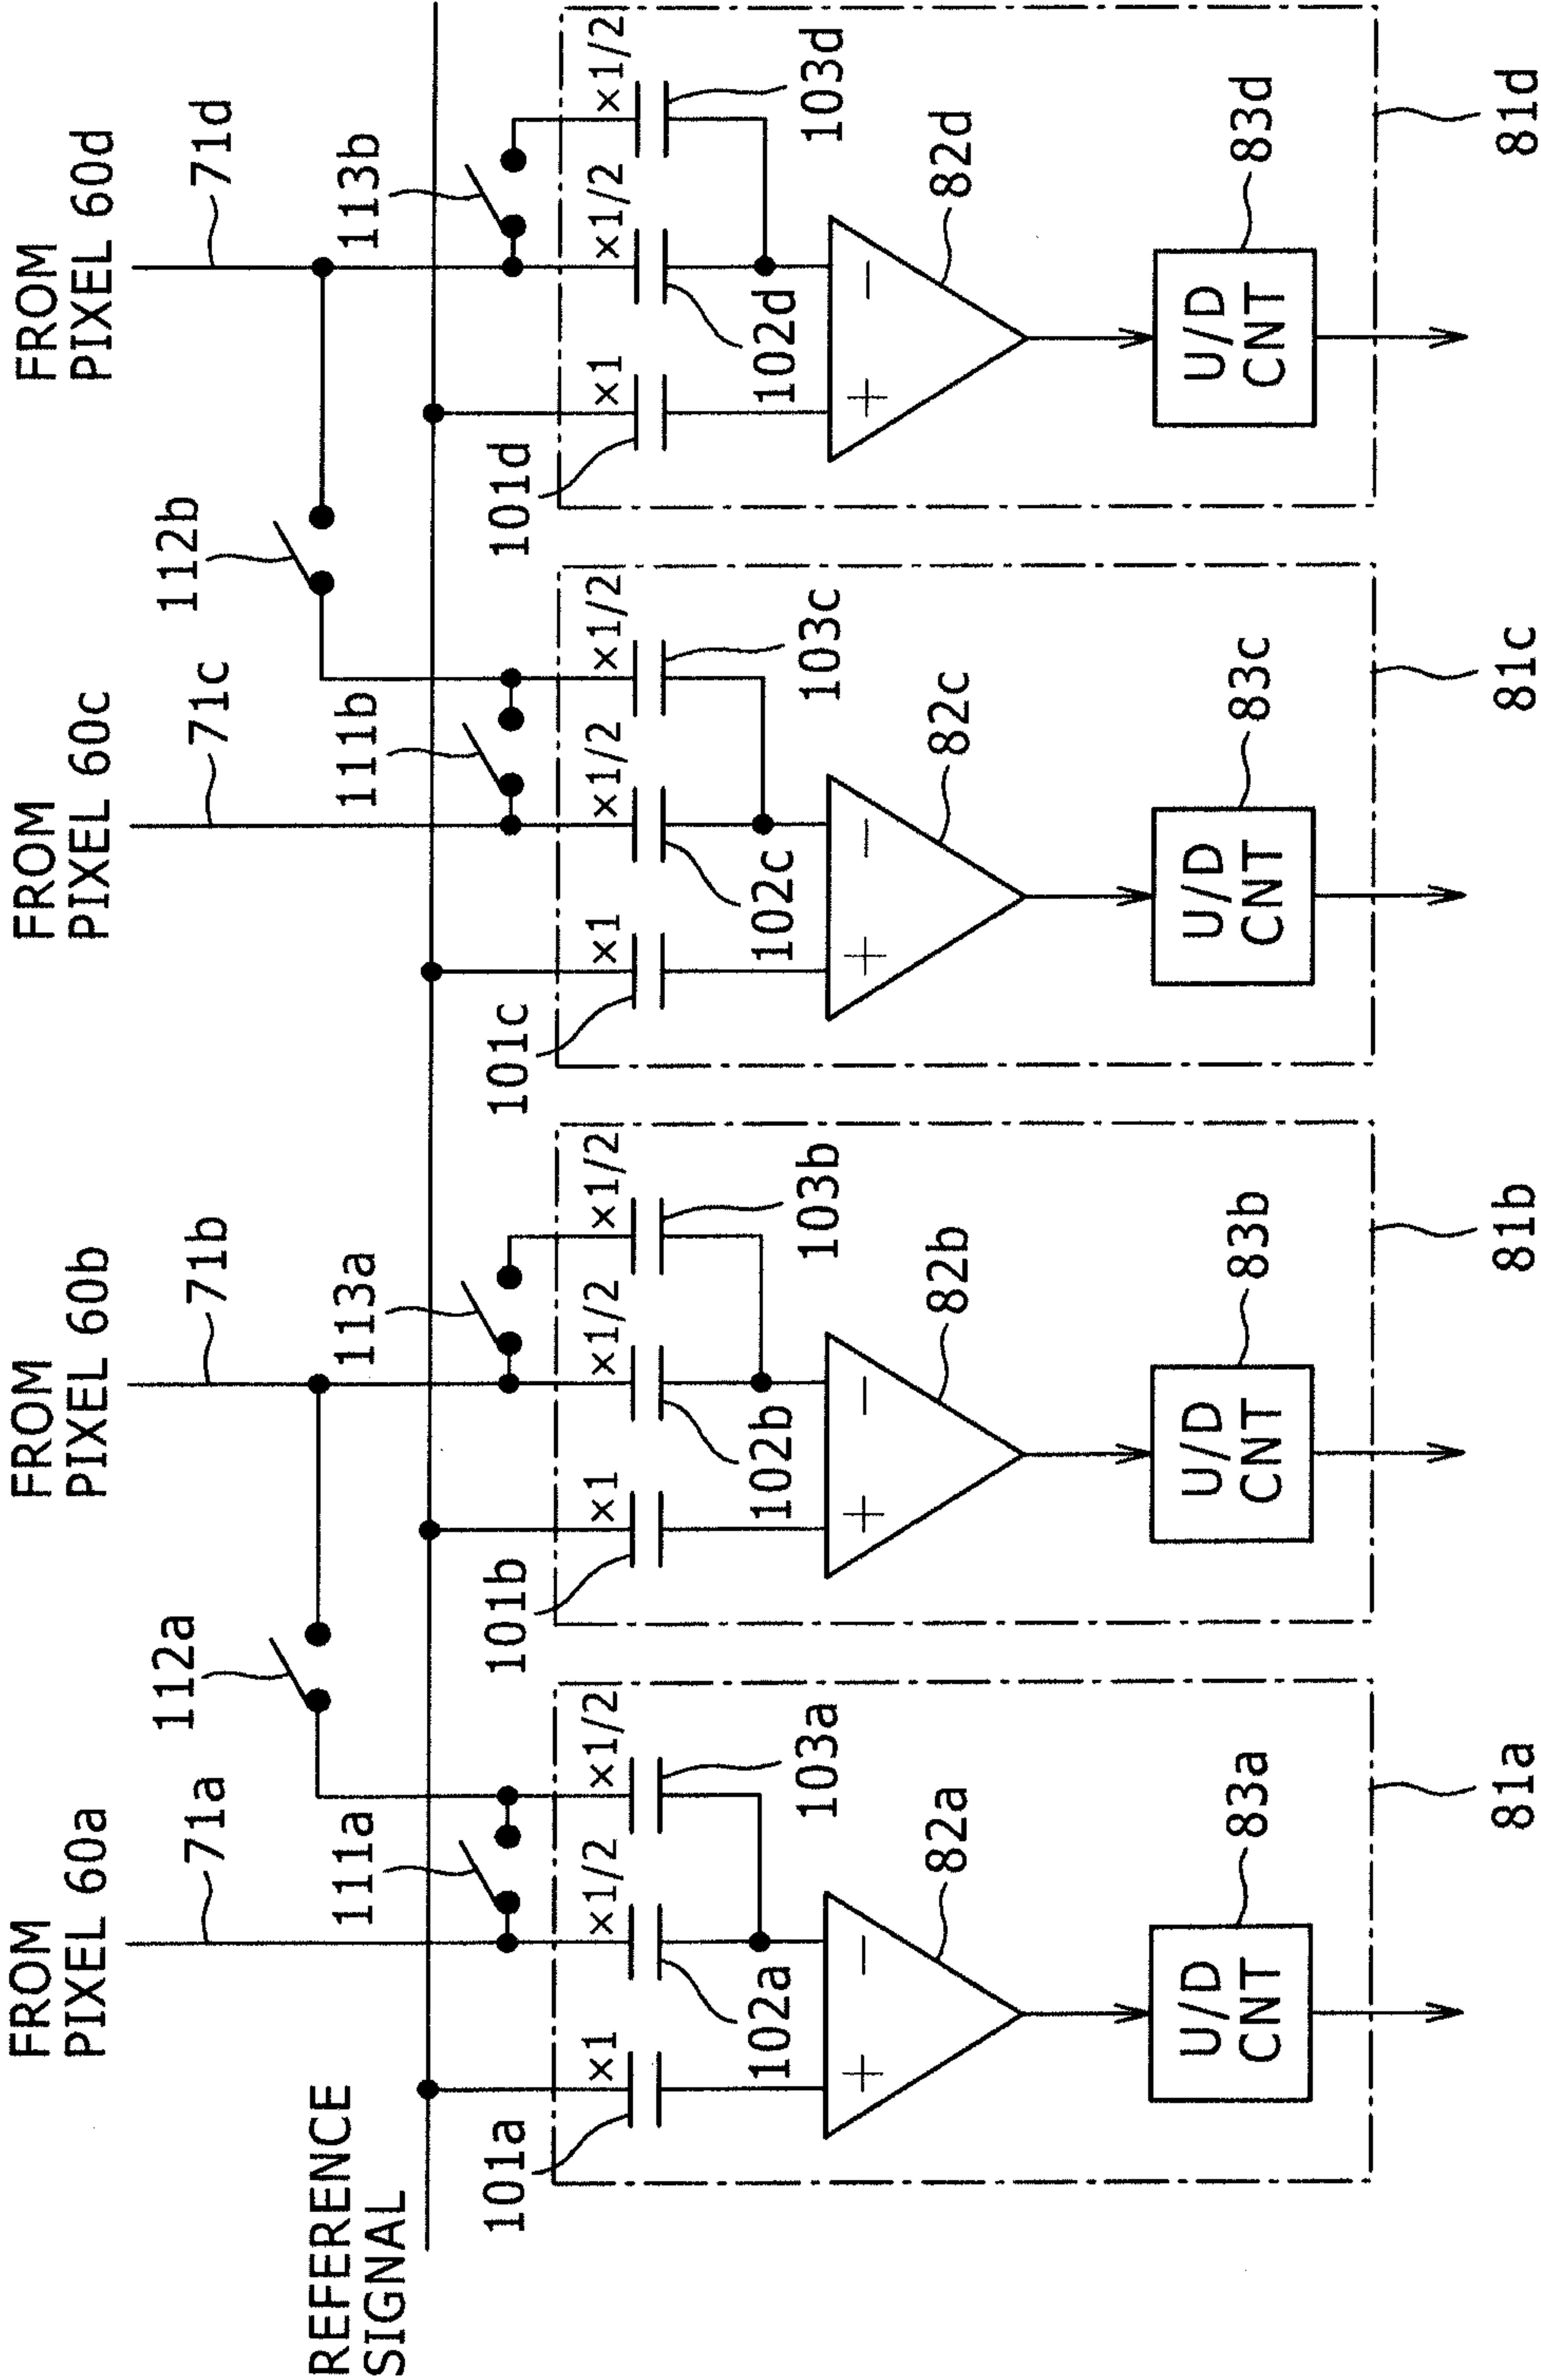 FROM
PIXEL 60a
FROM
PIXEL 60b
FROM
PIXEL 60c
FROM
PIXEL 60d
71a
71b
71c
71d
112a
112b
REFERENCE
SIGNAL
111a
113a
111b
113b
101a
×1
×1/2
×1/2
101b
×1
×1/2
×1/2
101c
×1
×1/2
×1/2
101d
×1
×1/2
×1/2
102a
103a
102b
103b
102c
103c
102d
103d
+
−
82a
+
−
82b
+
−
82c
+
−
82d
U/D
CNT
83a
U/D
CNT
83b
U/D
CNT
83c
U/D
CNT
83d
81a
81b
81c
81d